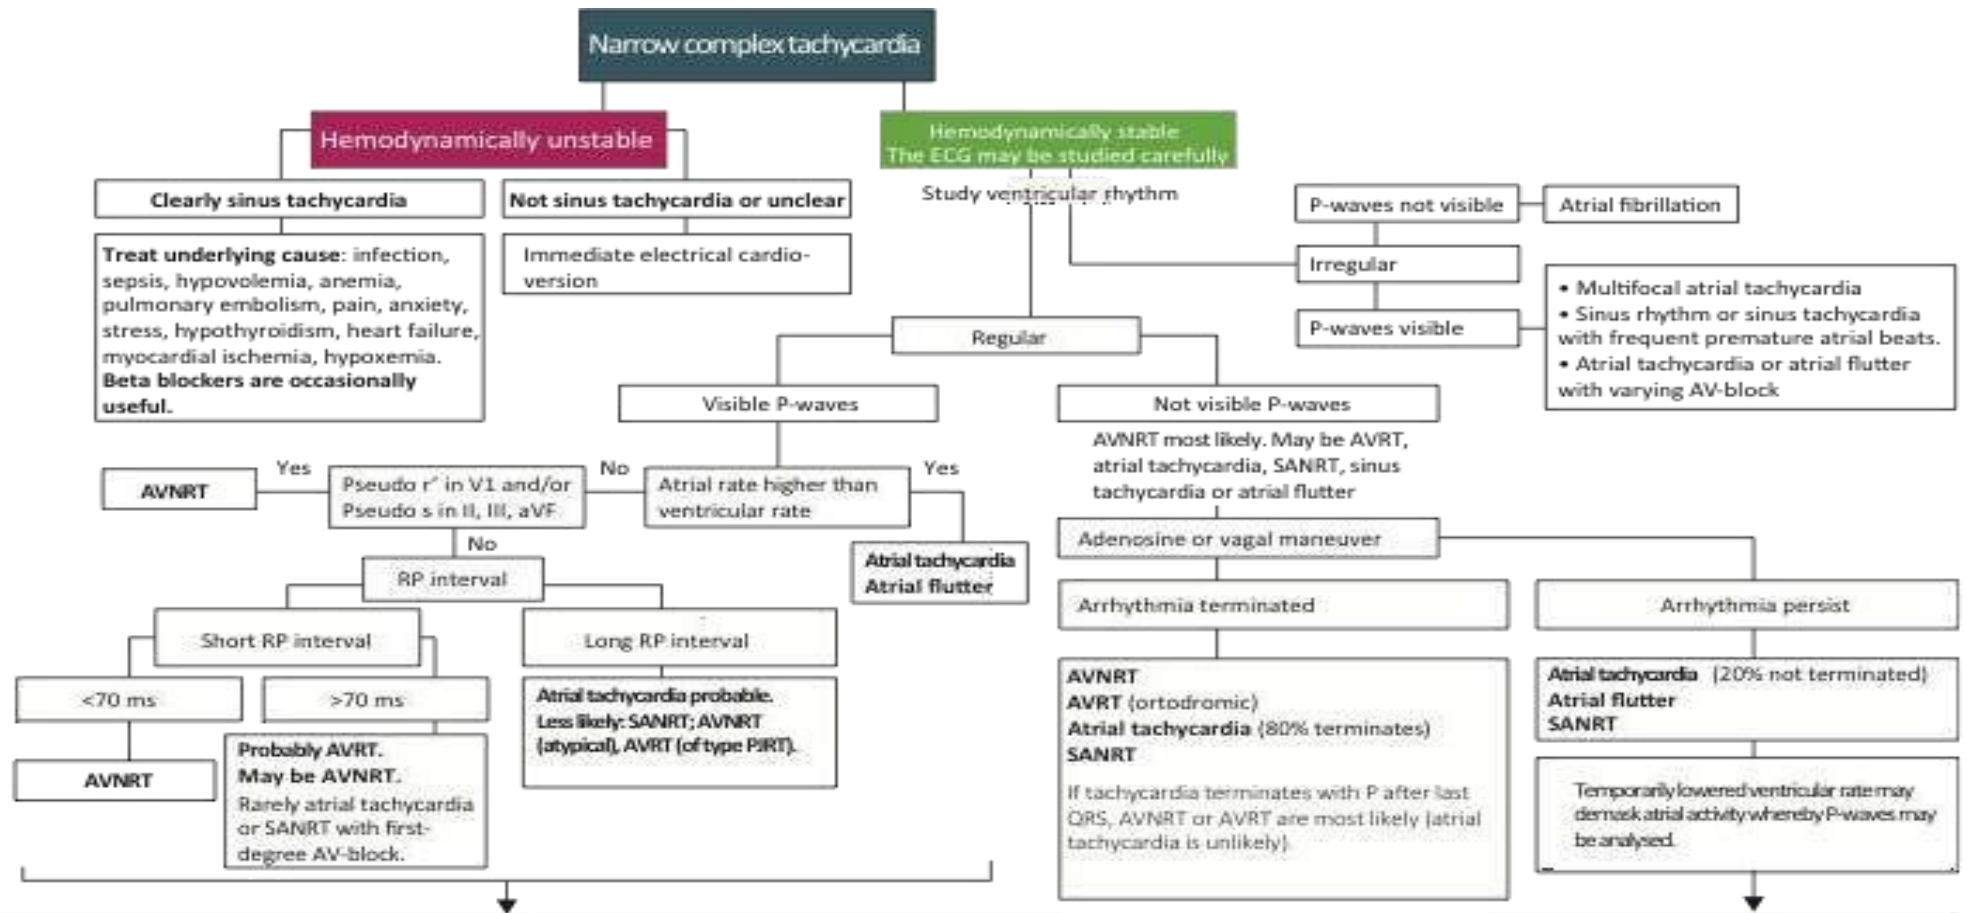 Narrow complex tachycardia
Hemodynamically unstable
Hemodynamically stable
The ECG may be studied carefully
Clearly sinus tachycardia
Not sinus tachycardia or unclear
Treat underlying cause: infection,
sepsis, hypovolemia, anemia,
pulmonary embolism, pain, anxiety,
stress, hypothyroidism, heart failure,
myocardial ischemia, hypoxemia.
Beta blockers are occasionally
useful.
Immediate electrical cardio-
version
Study ventricular rhythm
P-waves not visible
Atrial fibrillation
Irregular
P-waves visible
• Multifocal atrial tachycardia
• Sinus rhythm or sinus tachycardia
with frequent premature atrial beats.
• Atrial tachycardia or atrial flutter
with varying AV-block
Regular
Visible P-waves
Not visible P-waves
AVNRT most likely. May be AVRT,
atrial tachycardia, SANRT, sinus
tachycardia or atrial flutter
AVNRT
Yes
Pseudo r´ in V1 and/or
Pseudo s in II, III, aVF
No
Atrial rate higher than
ventricular rate
Yes
Atrial tachycardia
Atrial flutter
No
RP interval
Short RP interval
Long RP interval
<70 ms
>70 ms
AVNRT
Probably AVRT.
May be AVNRT.
Rarely atrial tachycardia
or SANRT with first-
degree AV-block.
Atrial tachycardia probable.
Less likely: SANRT; AVNRT
(atypical), AVRT (of type PJRT).
Adenosine or vagal maneuver
Arrhythmia terminated
Arrhythmia persist
AVNRT
AVRT (ortodromic)
Atrial tachycardia (80% terminates)
SANRT
If tachycardia terminates with P after last
QRS, AVNRT or AVRT are most likely (atrial
tachycardia is unlikely).
Atrial tachycardia (20% not terminated)
Atrial flutter
SANRT
Temporarily lowered ventricular rate may
demask atrial activity whereby P-waves may
be analysed.